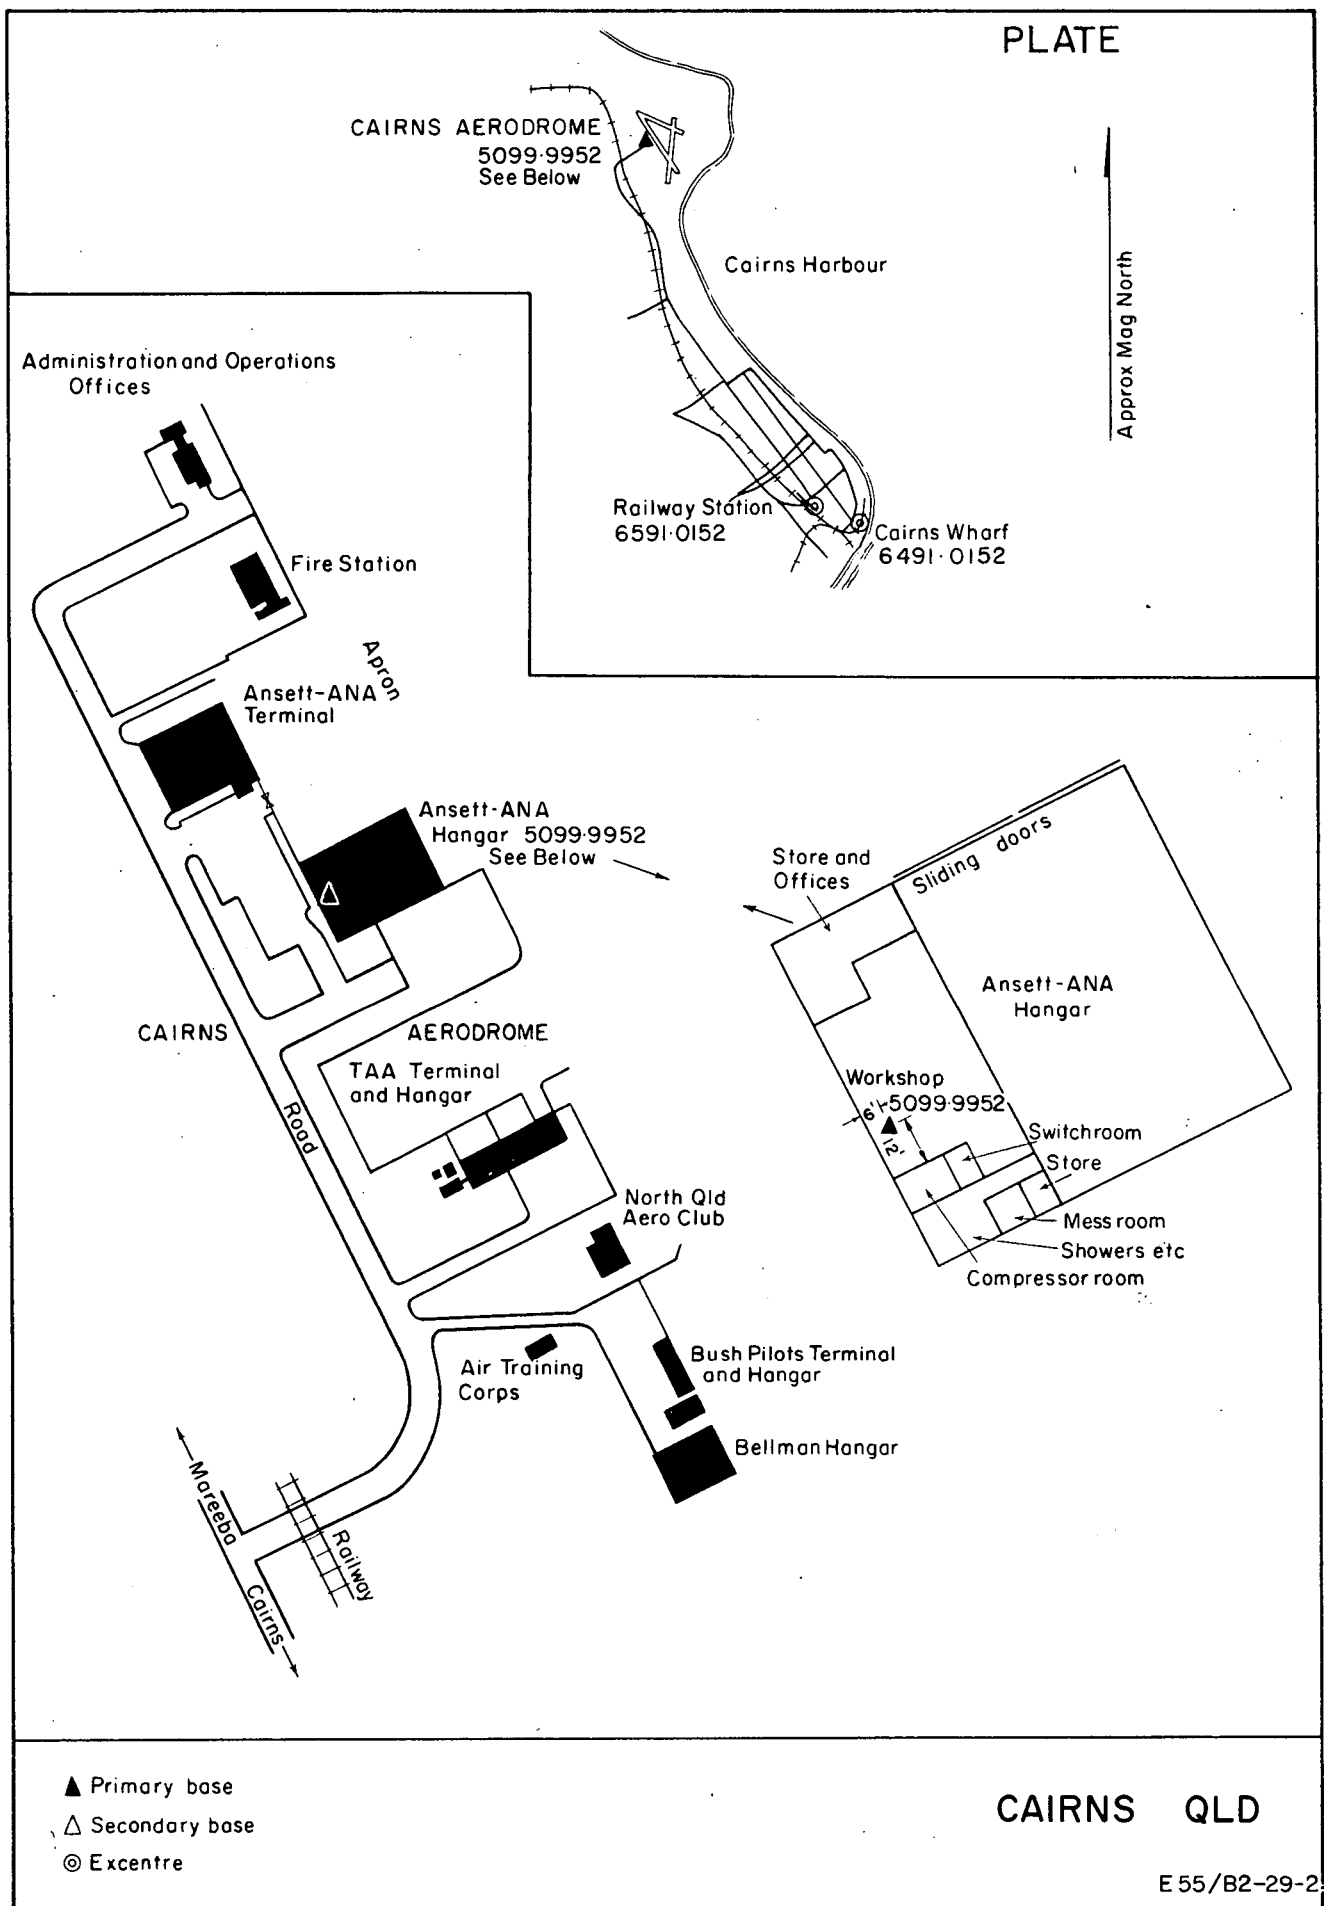 PLATE
CAIRNS AERODROME
5099·9952
See Below
Cairns Harbour
Approx Mag North
Railway Station
6591·0152
Cairns Wharf
6491·0152
Administration and Operations
Offices
Fire Station
Apron
Ansett-ANA
Terminal
Ansett-ANA
Hangar 5099·9952
See Below
Store and
Offices
Sliding doors
Ansett-ANA
Hangar
Workshop
5099·9952
6'
12'
Switchroom
Store
Mess room
Showers etc
Compressor room
CAIRNS AERODROME
Road
TAA Terminal
and Hangar
North Qld
Aero Club
Air Training
Corps
Bush Pilots Terminal
and Hangar
Bellman Hangar
Mareeba
Cairns
Railway
Primary base
Secondary base
Excentre
CAIRNS QLD
E 55/B2-29-2